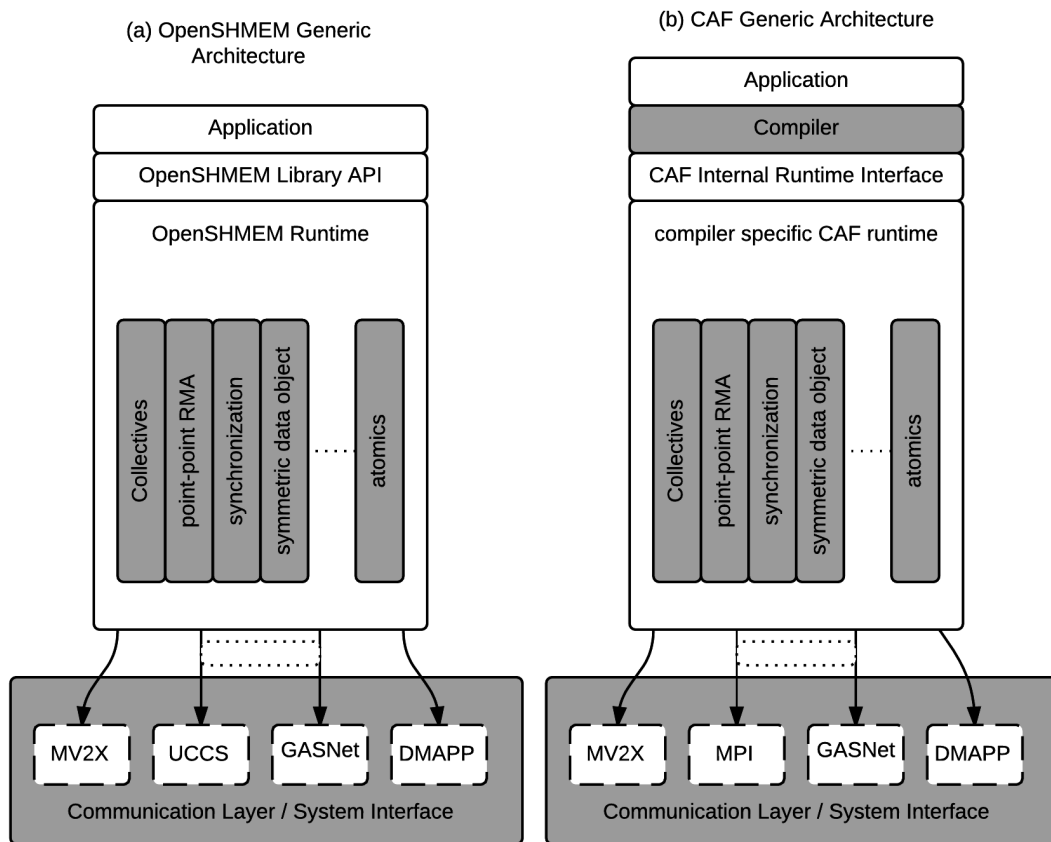 (a) OpenSHMEM Generic
Architecture
Application
OpenSHMEM Library API
OpenSHMEM Runtime
Collectives
point-point RMA
synchronization
symmetric data object
atomics
MV2X
UCCS
GASNet
DMAPP
Communication Layer / System Interface
(b) CAF Generic Architecture
Application
Compiler
CAF Internal Runtime Interface
compiler specific CAF runtime
Collectives
point-point RMA
synchronization
symmetric data object
atomics
MV2X
MPI
GASNet
DMAPP
Communication Layer / System Interface